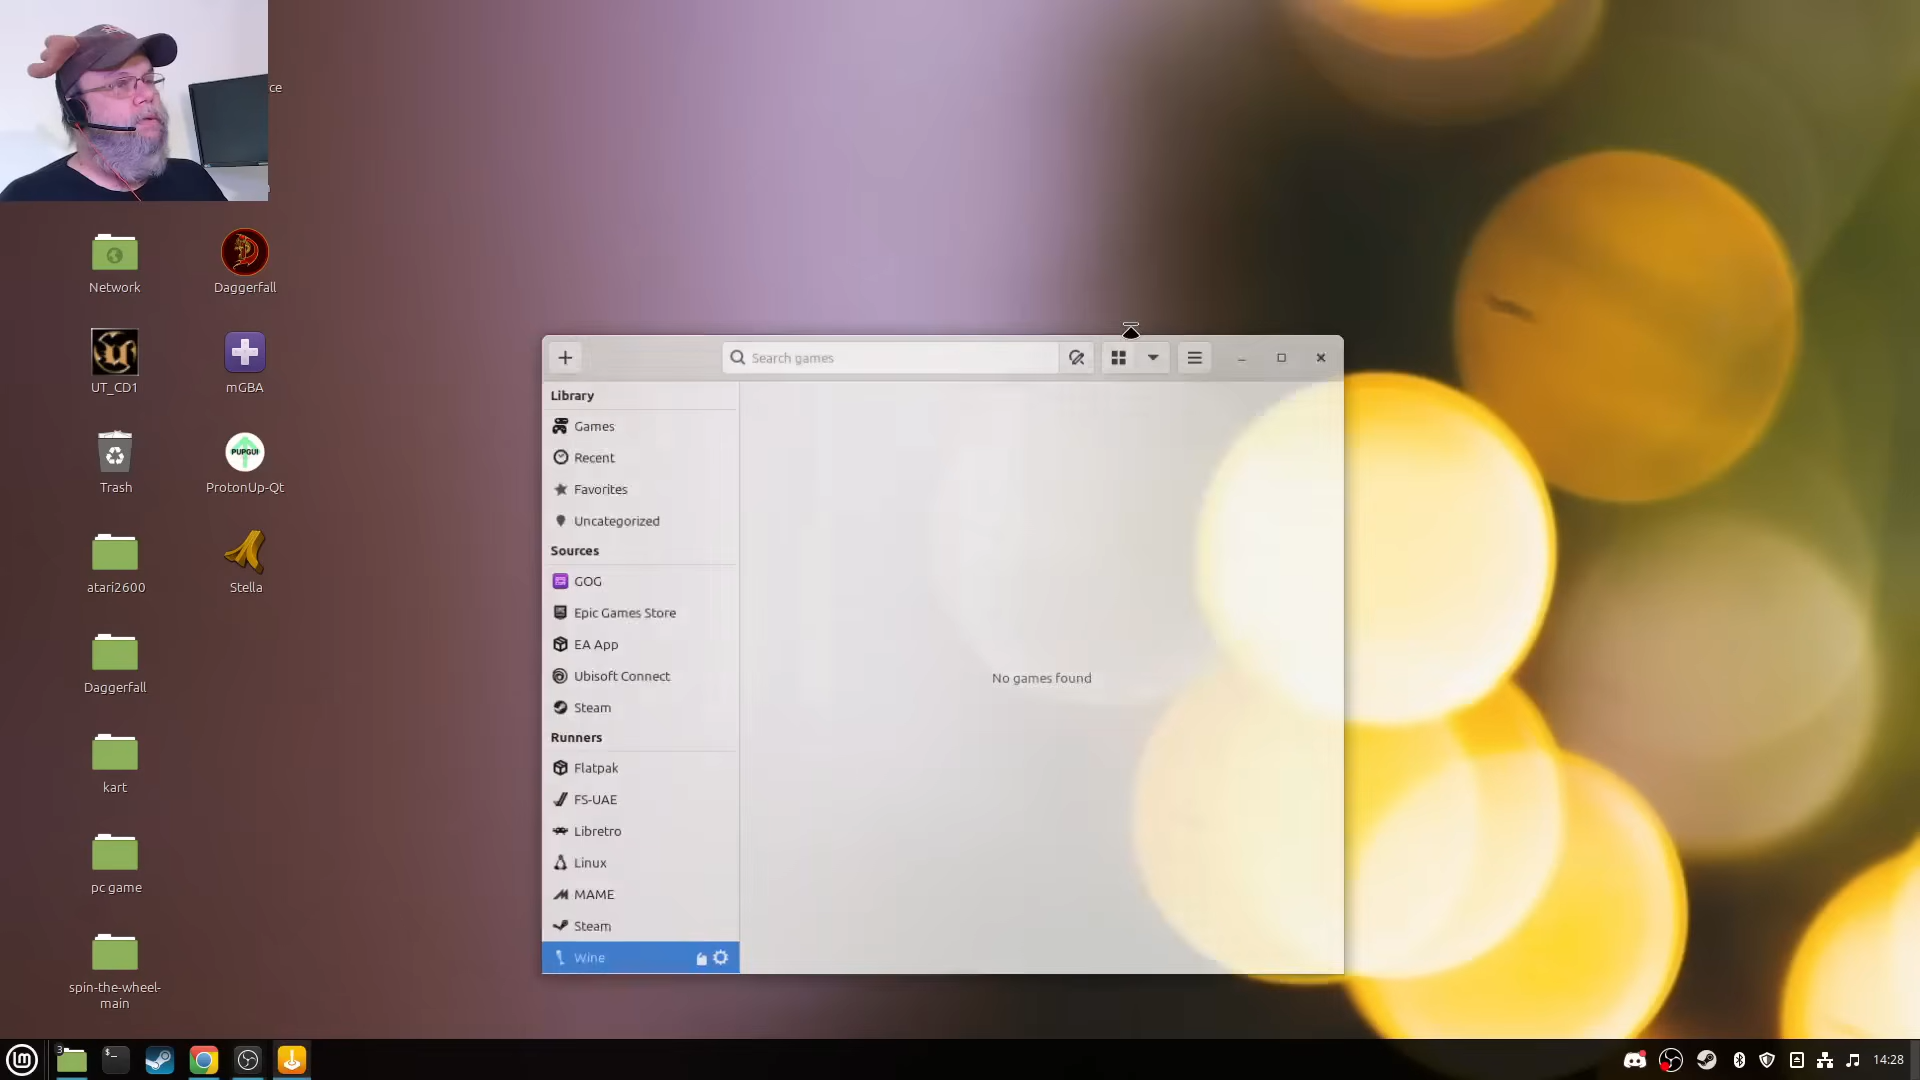 ce
n
Network
Daggerfall
UT_CD1
mGBA
Trash
PUPGUI
ProtonUp-Qt
atari2600
Stella
Daggerfall
kart
pc game
spin-the-wheel-
main
Search games
Library
Games
Recent
Favorites
Uncategorized
Sources
GOG
Epic Games Store
EA App
Ubisoft Connect
Steam
Runners
Flatpak
FS-UAE
Libretro
Linux
MAME
Steam
Wine
No games found
3
14:28